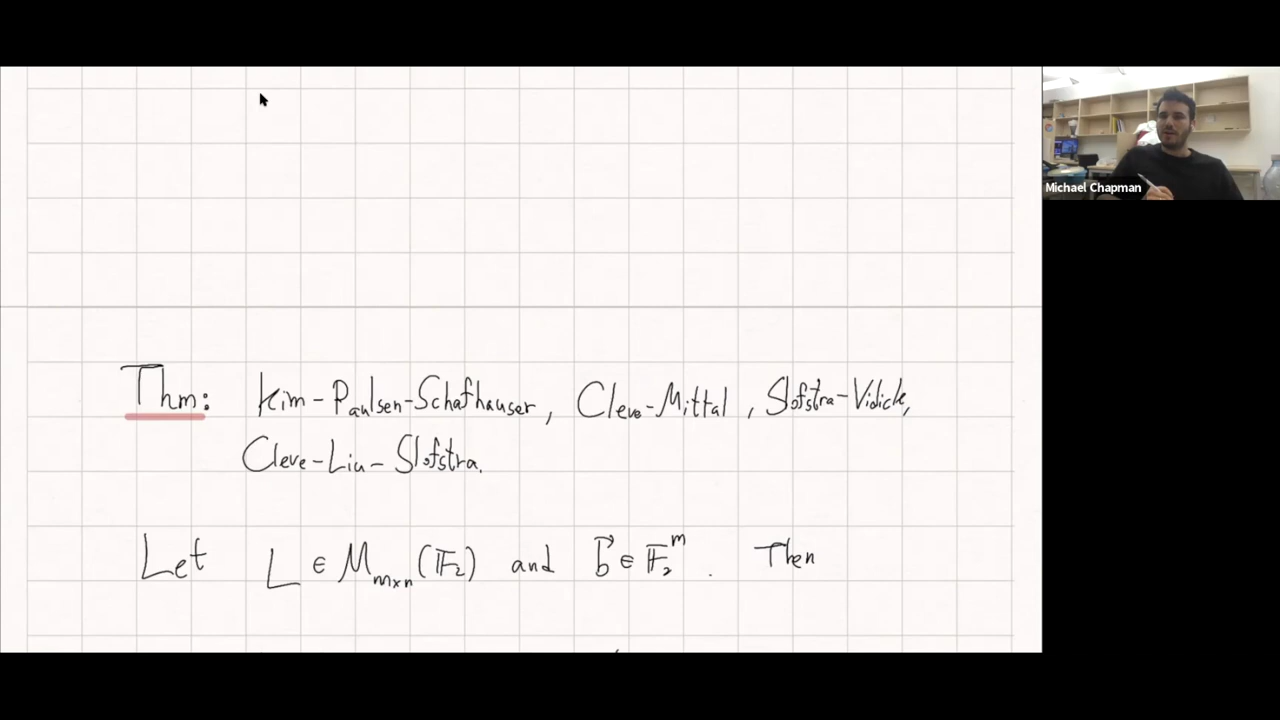 Thm: Kim-Paulsen-Schafhauser, Cleve-Mittal, Slofstra-Vidick,
Cleve-Liu-Slofstra.
Let L ∈ M_{m×n}(𝔽₂) and b⃗ ∈ 𝔽₂^m. Then
Michael Chapman